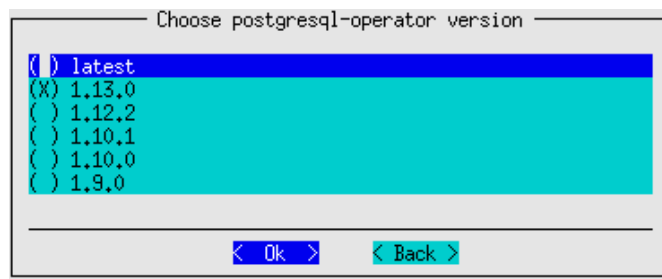 Choose postgresql-operator version
( ) latest
(X) 1.13.0
( ) 1.12.2
( ) 1.10.1
( ) 1.10.0
( ) 1.9.0
< Ok > < Back >